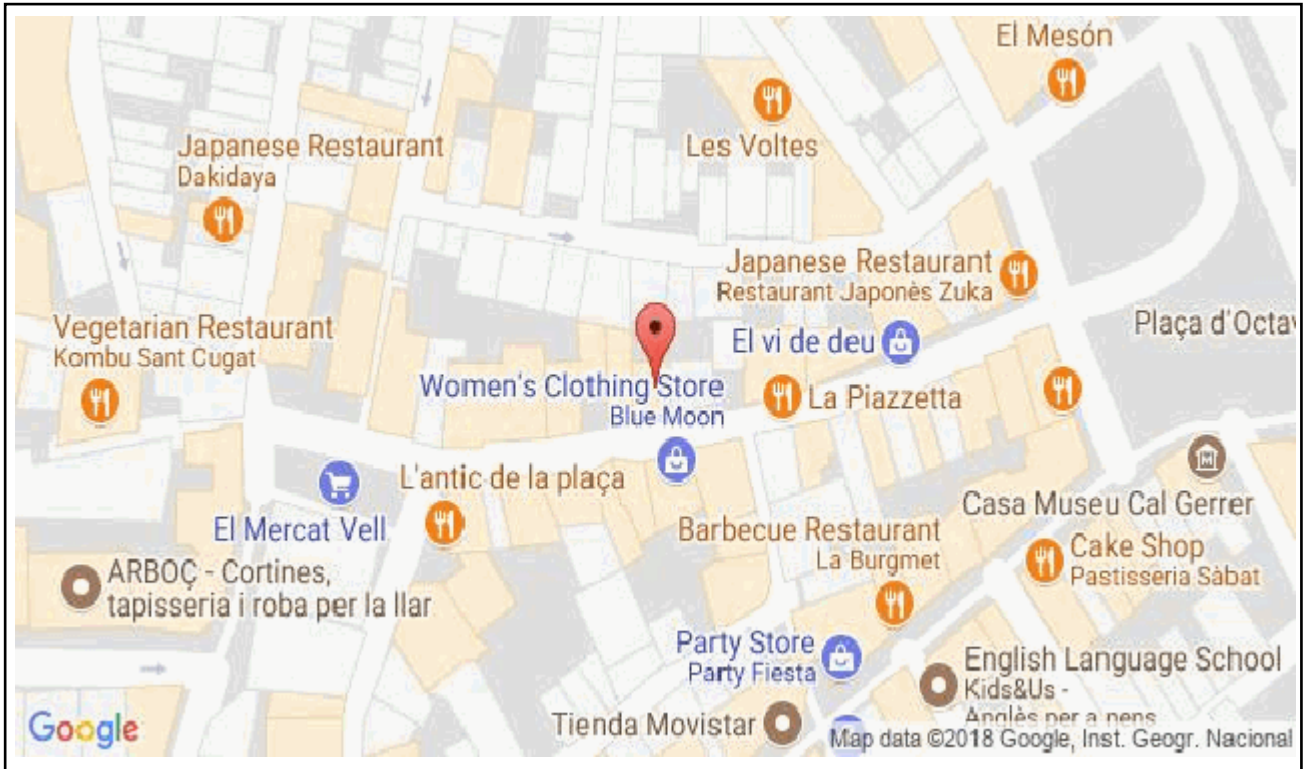 El Mesón
Les Voltes
Japanese Restaurant
Dakidaya
Japanese Restaurant
Restaurant Japonès Zuka
Plaça d'Octav
Vegetarian Restaurant
Kombu Sant Cugat
El vi de deu
Women's Clothing Store
Blue Moon
La Piazzetta
L'antic de la plaça
El Mercat Vell
Casa Museu Cal Gerrer
Barbecue Restaurant
La Burgmet
Cake Shop
Pastisseria Sàbat
ARBOÇ - Cortines,
tapisseria i roba per la llar
Party Store
Party Fiesta
English Language School
Kids&Us -
Anglès per a nens
Tienda Movistar
Google
Map data ©2018 Google, Inst. Geogr. Nacional